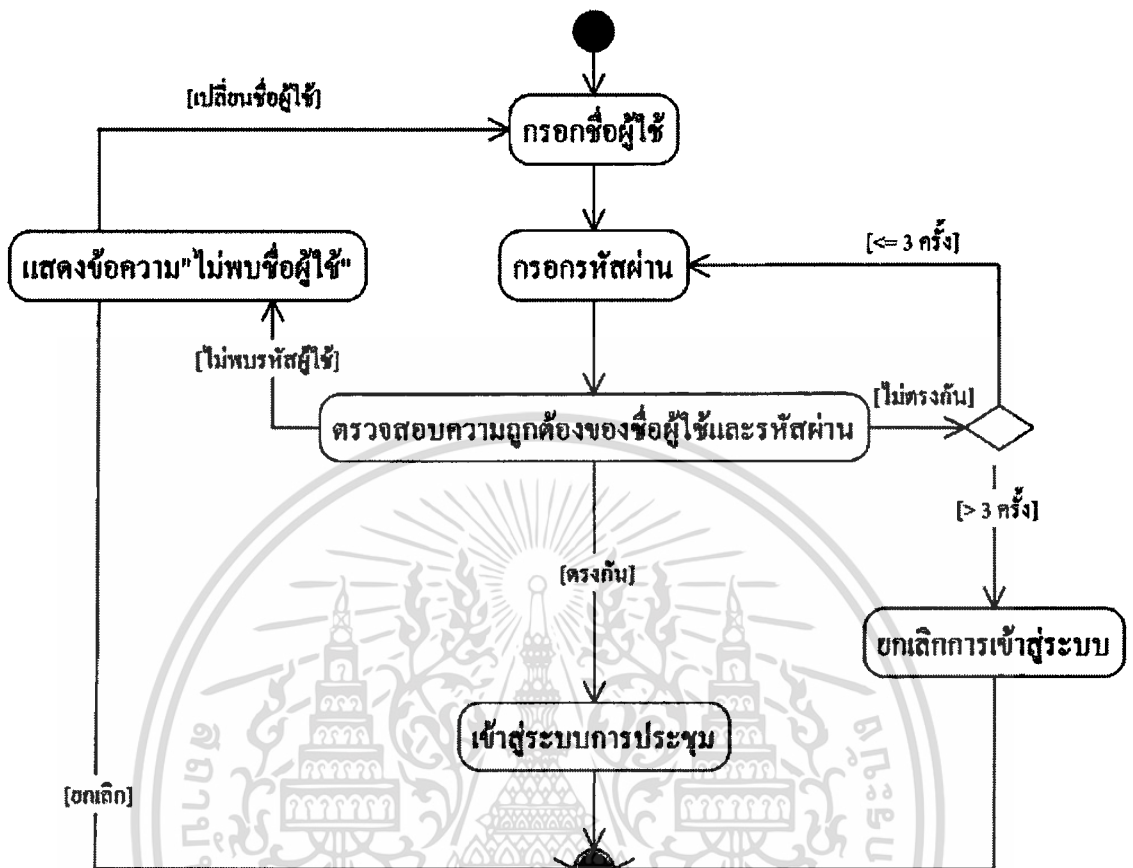 [เปลี่ยนชื่อผู้ใช้]
กรอกชื่อผู้ใช้
แสดงข้อความ"ไม่พบชื่อผู้ใช้"
กรอกรหัสผ่าน
[<= 3 ครั้ง]
[ไม่พบรหัสผู้ใช้]
[ไม่ตรงกัน]
ตรวจสอบความถูกต้องของชื่อผู้ใช้และรหัสผ่าน
[> 3 ครั้ง]
[ตรงกัน]
ยกเลิกการเข้าสู่ระบบ
เข้าสู่ระบบการประชุม
[ยกเลิก]